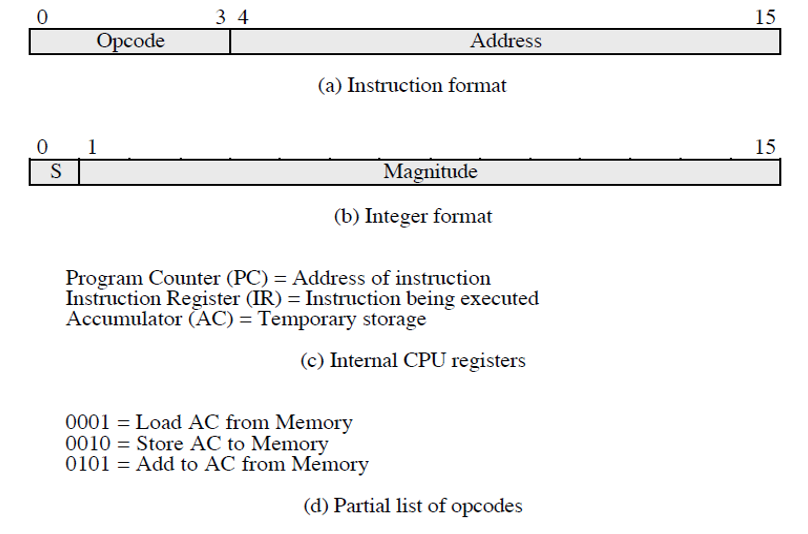 0 3 4 15
Opcode Address
(a) Instruction format
0 1 15
S Magnitude
(b) Integer format
Program Counter (PC) = Address of instruction
Instruction Register (IR) = Instruction being executed
Accumulator (AC) = Temporary storage
(c) Internal CPU registers
0001 = Load AC from Memory
0010 = Store AC to Memory
0101 = Add to AC from Memory
(d) Partial list of opcodes